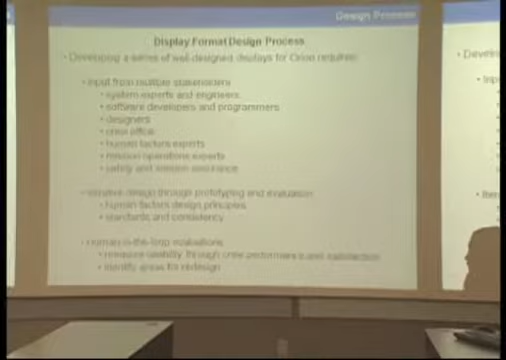 Design Process
Display Format Design Process
• Developing a series of well-designed displays for Orion requires:
• Input from multiple stakeholders
• system experts and engineers
• software developers and programmers
• designers
• crew office
• human factors experts
• mission operations experts
• safety and mission assurance
• Iterative design through prototyping and evaluation
• human factors design principles
• standards and consistency
• Human-in-the-loop evaluations
• measure usability through crew performance and satisfaction
• identify areas for redesign
• Develo
• Inpu
• Itera